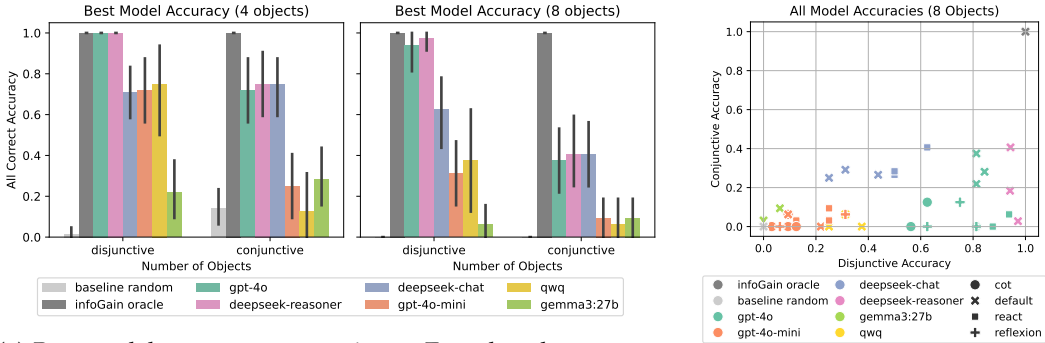 Best Model Accuracy (4 objects)
All Correct Accuracy
1.0
0.8
0.6
0.4
0.2
0.0
disjunctive
conjunctive
Number of Objects
Best Model Accuracy (8 objects)
disjunctive
conjunctive
Number of Objects
baseline random
infoGain oracle
gpt-4o
deepseek-reasoner
deepseek-chat
gpt-4o-mini
qwq
gemma3:27b
All Model Accuracies (8 Objects)
Conjunctive Accuracy
1.0
0.8
0.6
0.4
0.2
0.0
0.0 0.2 0.4 0.6 0.8 1.0
Disjunctive Accuracy
infoGain oracle
baseline random
gpt-4o
gpt-4o-mini
deepseek-chat
deepseek-reasoner
gemma3:27b
qwq
cot
default
react
reflexion